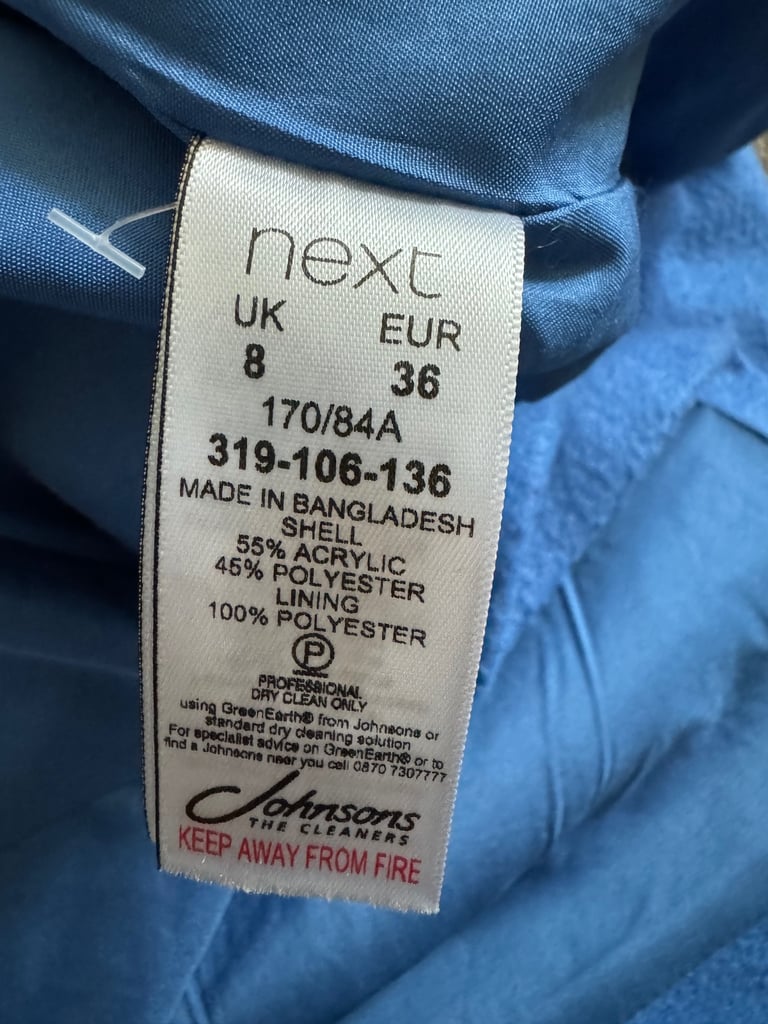 next
UK EUR
8 36
170/84A
319-106-136
MADE IN BANGLADESH
SHELL
55% ACRYLIC
45% POLYESTER
LINING
100% POLYESTER
P
PROFESSIONAL
DRY CLEAN ONLY
using GreenEarth® from Johnsons or
standard dry cleaning solution
For specialist advice on GreenEarth® or to
find a Johnsons near you call 0870 7307777
Johnsons
THE CLEANERS
KEEP AWAY FROM FIRE